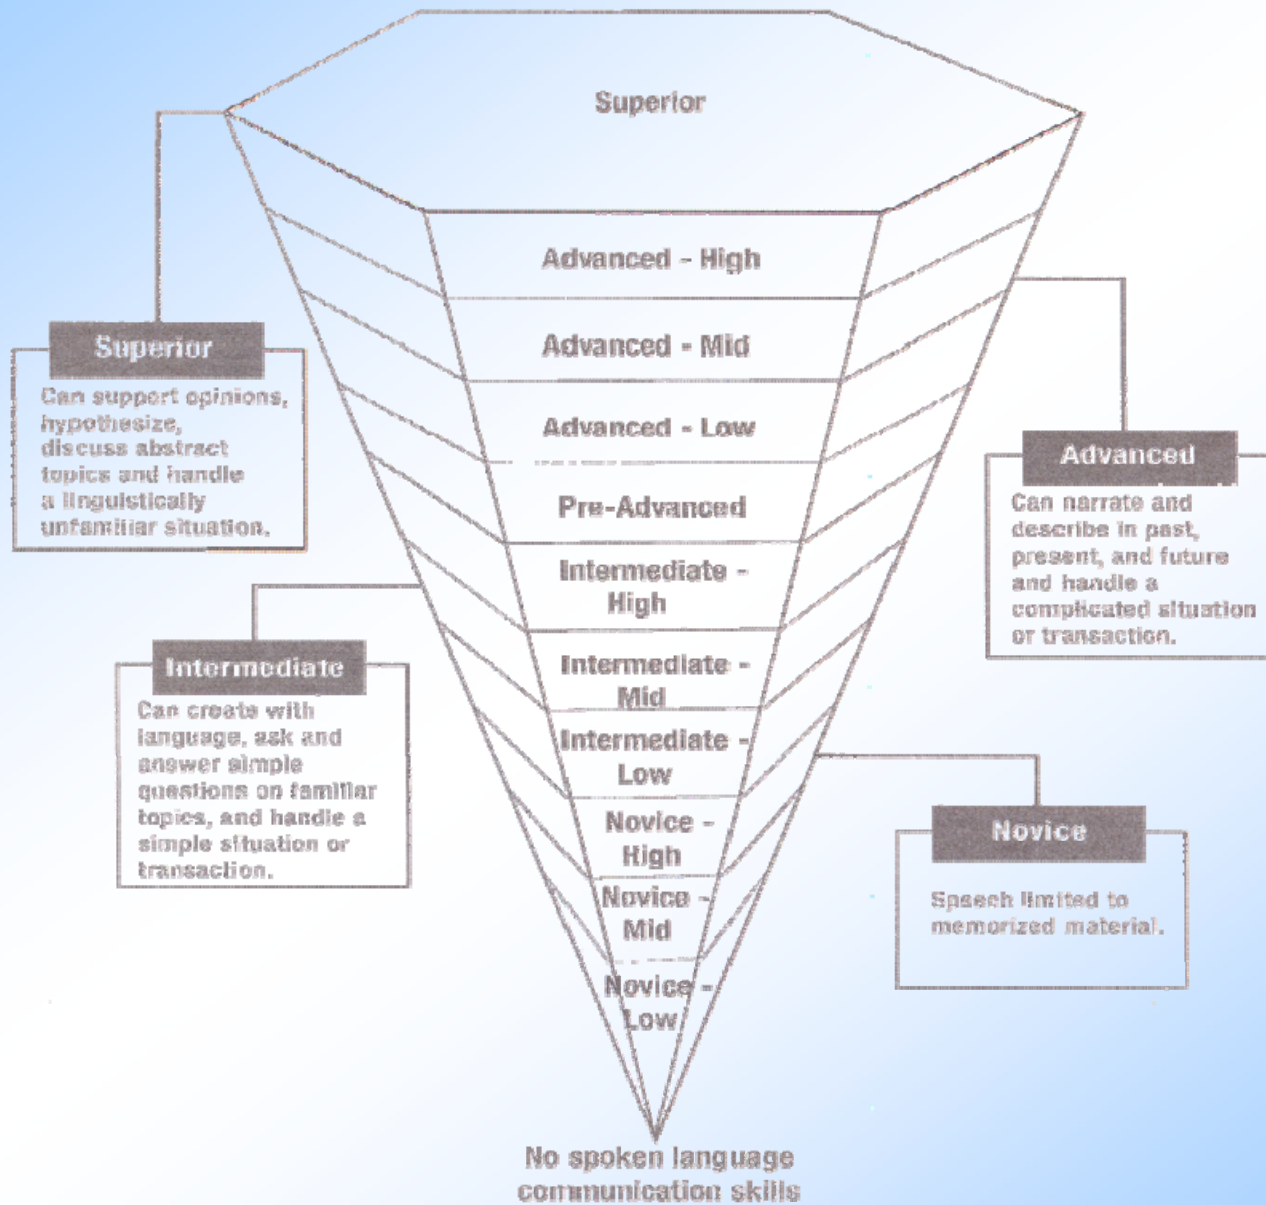 Superior
Advanced - High
Advanced - Mid
Advanced - Low
Pre-Advanced
Intermediate -
High
Intermediate -
Mid
Intermediate -
Low
Novice -
High
Novice -
Mid
Novice -
Low
No spoken language
communication skills
Superior
Can support opinions,
hypothesize,
discuss abstract
topics and handle
a linguistically
unfamiliar situation.
Advanced
Can narrate and
describe in past,
present, and future
and handle a
complicated situation
or transaction.
Intermediate
Can create with
language, ask and
answer simple
questions on familiar
topics, and handle a
simple situation or
transaction.
Novice
Speech limited to
memorized material.